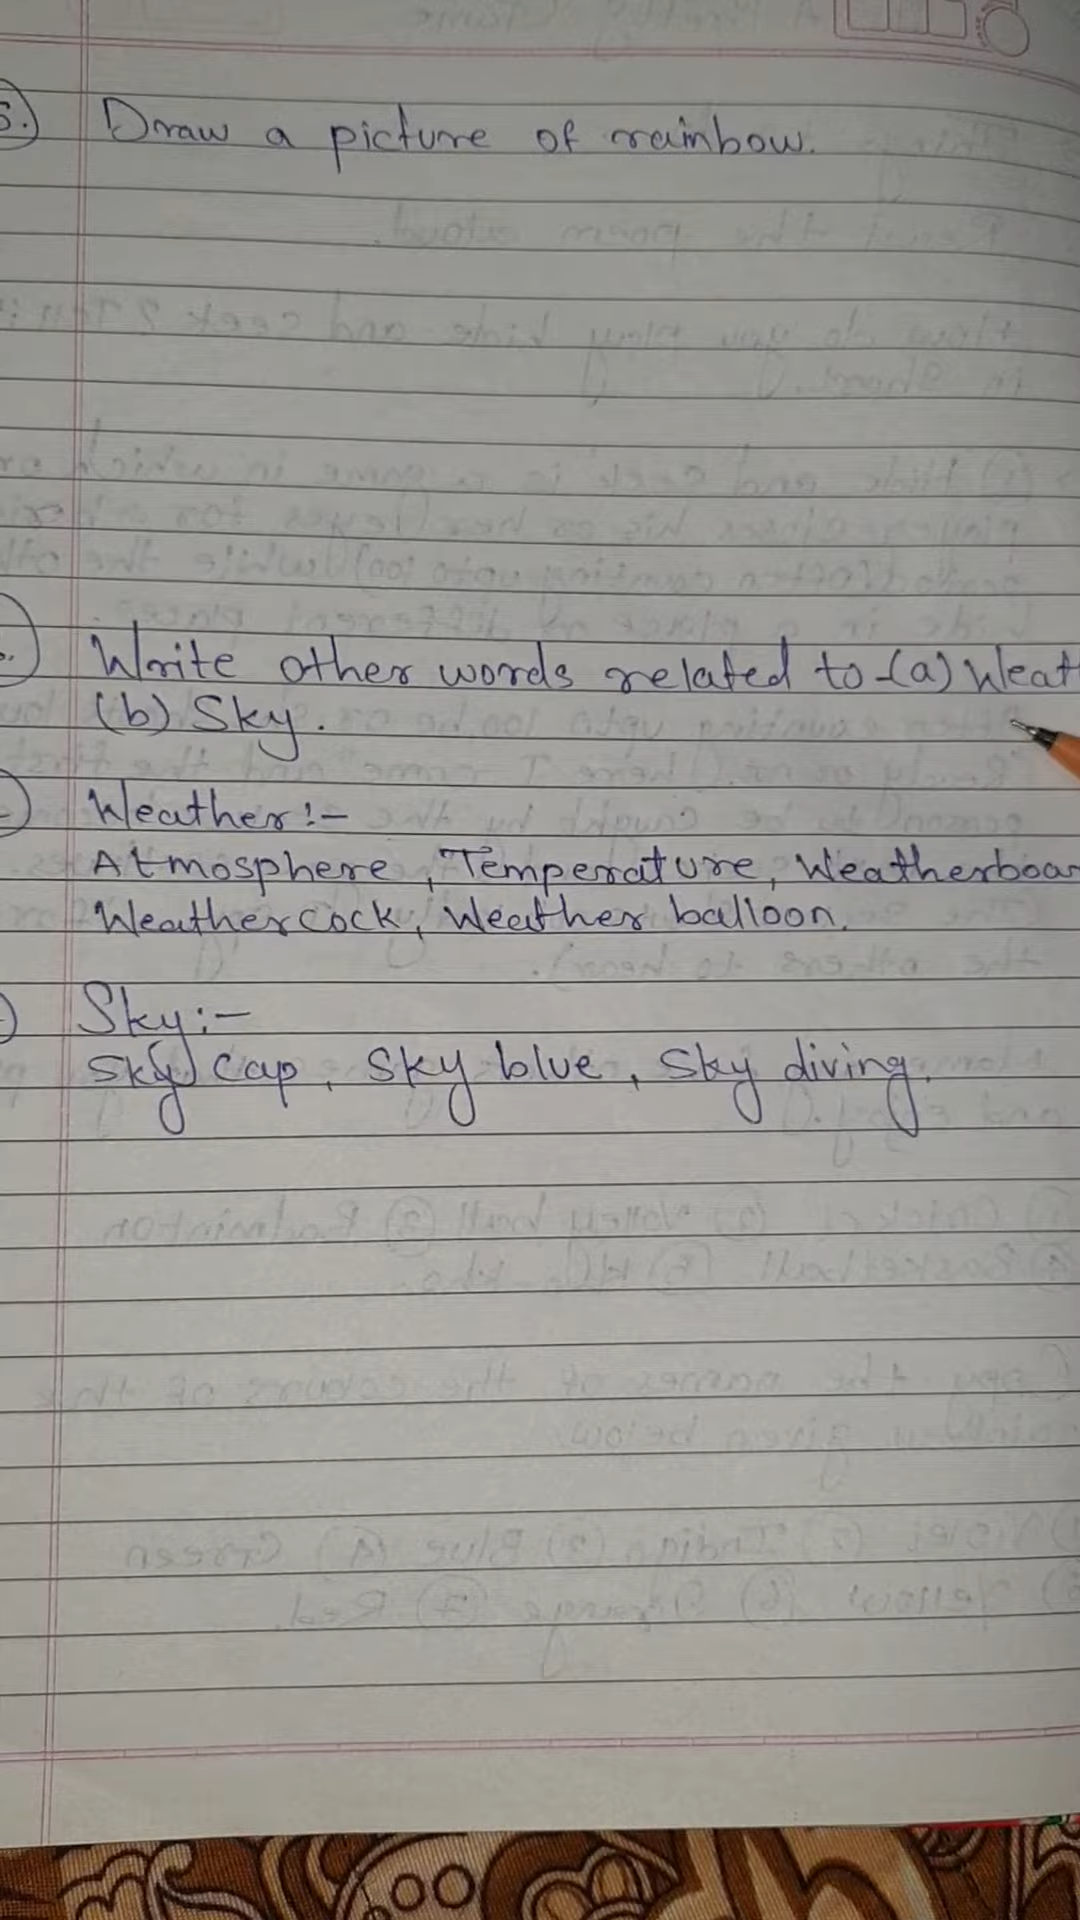 Draw a picture of rainbow.
Write other words related to -(a) Weat
(b) Sky.
Weather :-
Atmosphere, Temperature, Weatherboar
Weathercock, Weather balloon.
Sky :-
Sky cap, Sky blue, Sky diving.